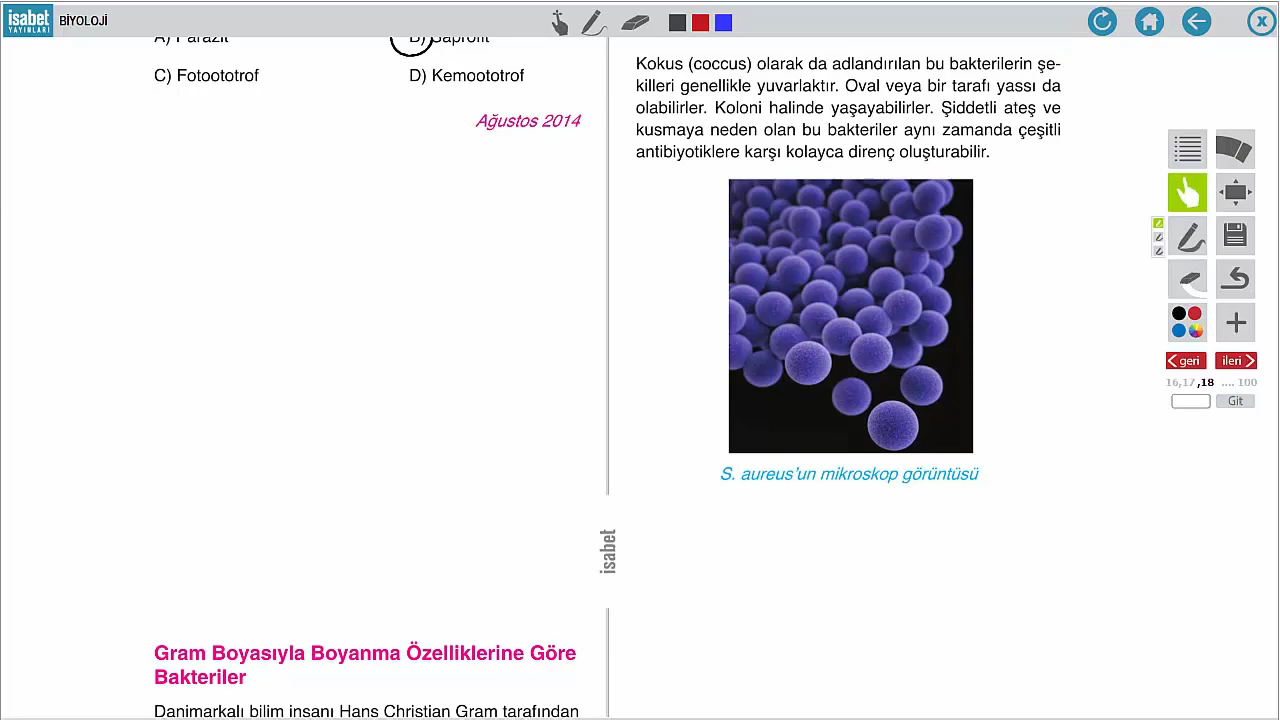 isabet
YAYINLARI
BİYOLOJİ
A) Parazit
B) Saprofit
C) Fotoototrof
D) Kemoototrof
Ağustos 2014
Gram Boyasıyla Boyanma Özelliklerine Göre
Bakteriler
Danimarkalı bilim insanı Hans Christian Gram tarafından
isabet
Kokus (coccus) olarak da adlandırılan bu bakterilerin şe-
killeri genellikle yuvarlaktır. Oval veya bir tarafı yassı da
olabilirler. Koloni halinde yaşayabilirler. Şiddetli ateş ve
kusmaya neden olan bu bakteriler aynı zamanda çeşitli
antibiyotiklere karşı kolayca direnç oluşturabilir.
S. aureus'un mikroskop görüntüsü
geri
ileri
16,17,18 .... 100
Git